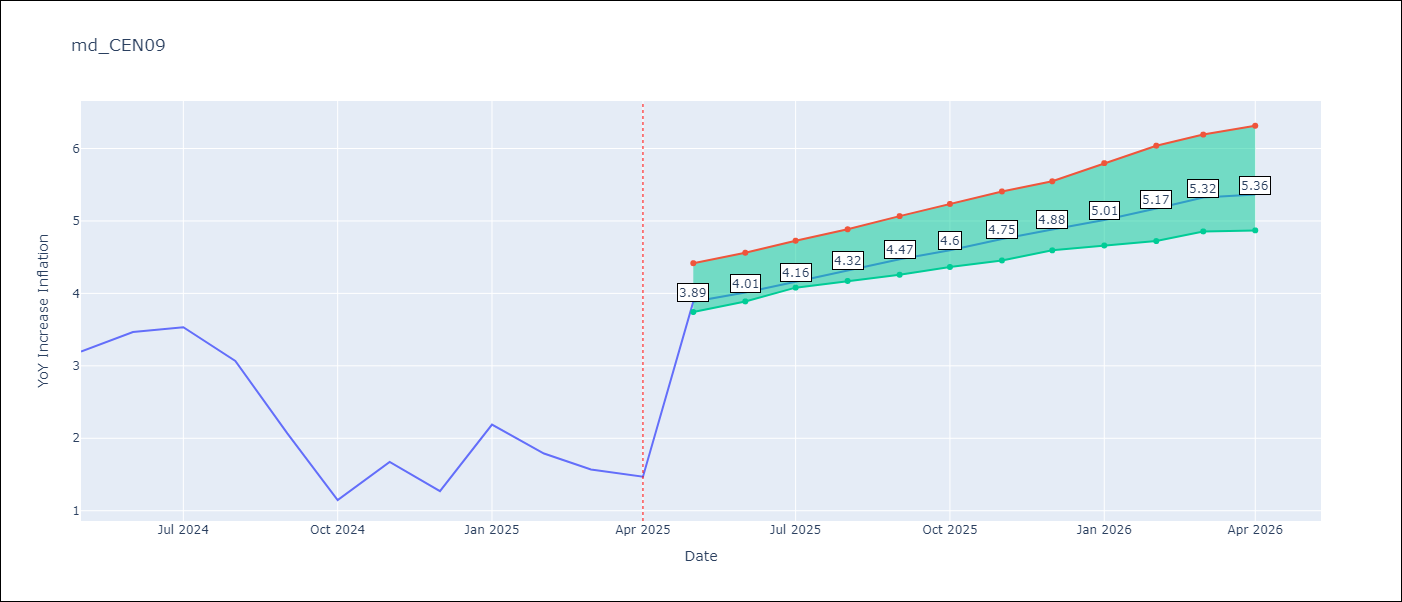 md_CEN09
YoY Increase Inflation
6
5
4
3
2
1
3.89
4.01
4.16
4.32
4.47
4.6
4.75
4.88
5.01
5.17
5.32
5.36
Jul 2024
Oct 2024
Jan 2025
Apr 2025
Jul 2025
Oct 2025
Jan 2026
Apr 2026
Date